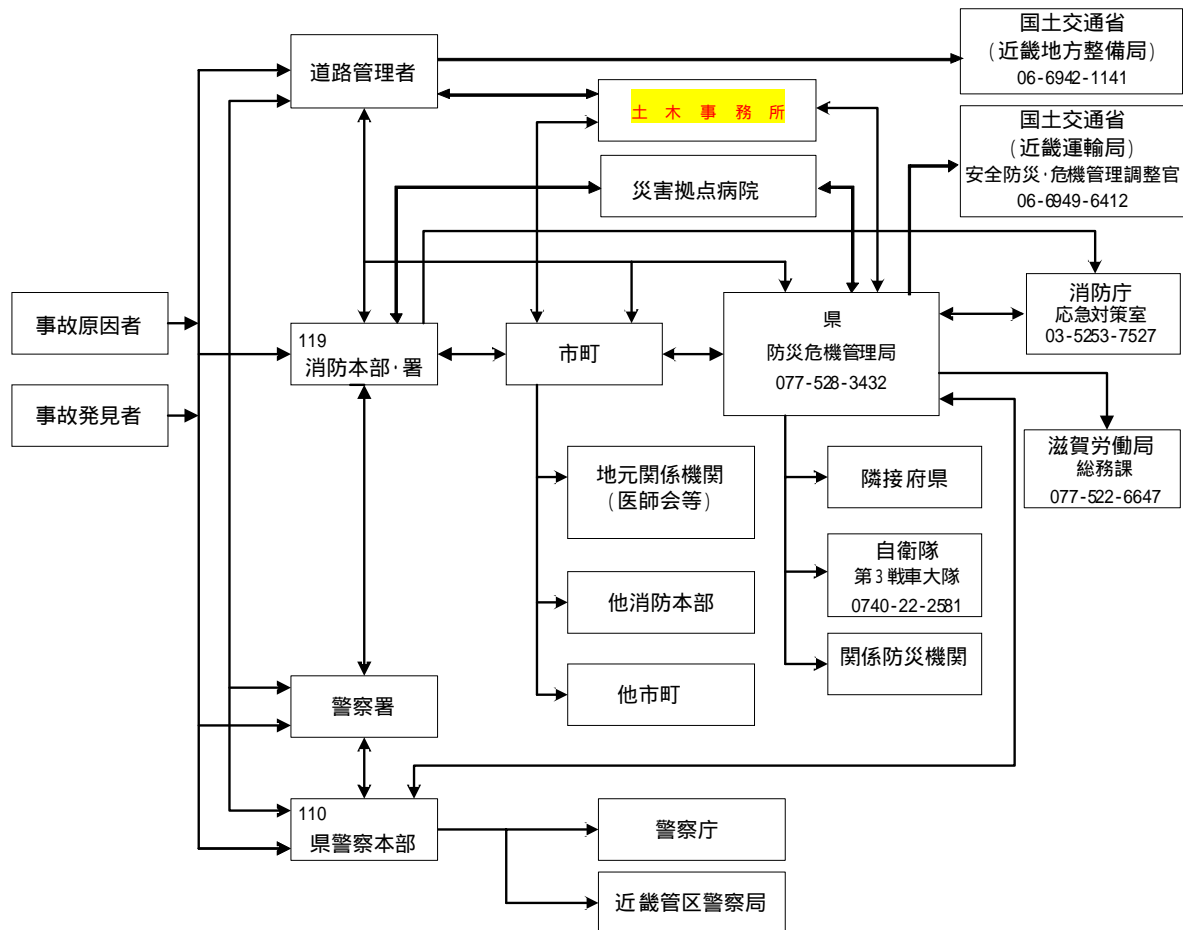 国土交通省
(近畿地方整備局)
06-6942-1141
道路管理者
土木事務所
国土交通省
(近畿運輸局)
安全防災・危機管理調整官
06-6949-6412
災害拠点病院
事故原因者
事故発見者
119
消防本部・署
市町
県
防災危機管理局
077-528-3432
消防庁
応急対策室
03-5253-7527
滋賀労働局
総務課
077-522-6647
地元関係機関
(医師会等)
他消防本部
他市町
隣接府県
自衛隊
第3戦車大隊
0740-22-2581
関係防災機関
警察署
110
県警察本部
警察庁
近畿管区警察局